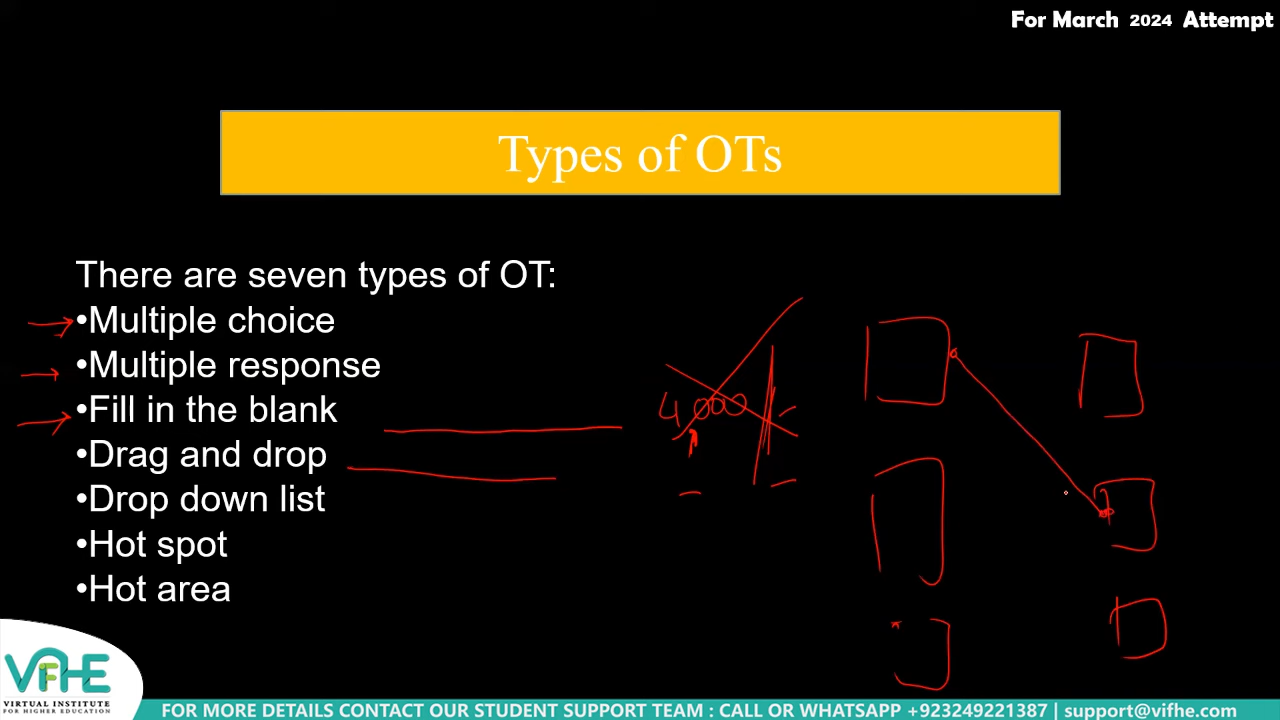 For March 2024 Attempt
Types of OTs
There are seven types of OT:
•Multiple choice
•Multiple response
•Fill in the blank
•Drag and drop
•Drop down list
•Hot spot
•Hot area
4000
VIFHE
VIRTUAL INSTITUTE
FOR HIGHER EDUCATION
FOR MORE DETAILS CONTACT OUR STUDENT SUPPORT TEAM : CALL OR WHATSAPP +923249221387 | support@vifhe.com